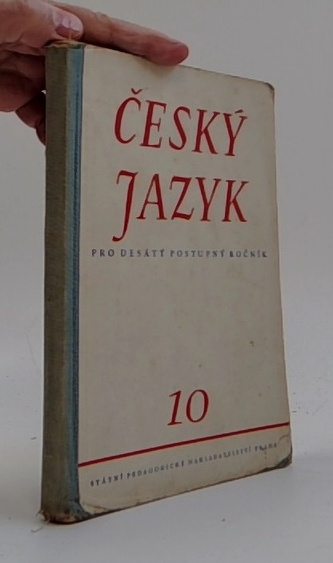 ČESKÝ
JAZYK
PRO DESÁTÝ POSTUPNÝ ROČNÍK
10
STÁTNÍ PEDAGOGICKÉ NAKLADATELSTVÍ PRAHA